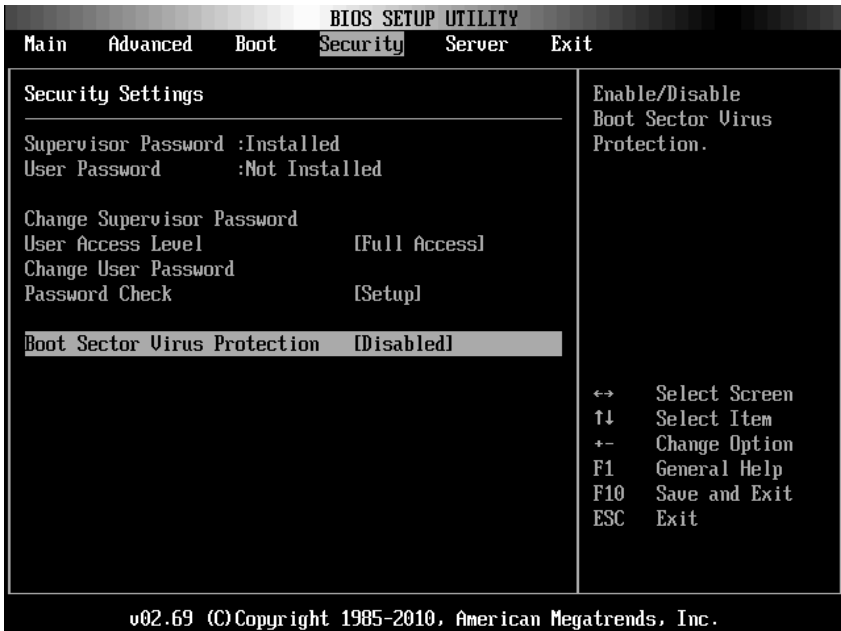 BIOS SETUP UTILITY
Main Advanced Boot Security Server Exit
Security Settings
Supervisor Password :Installed
User Password :Not Installed
Change Supervisor Password
User Access Level [Full Access]
Change User Password
Password Check [Setup]
Boot Sector Virus Protection [Disabled]
Enable/Disable
Boot Sector Virus
Protection.
↔ Select Screen
↑↓ Select Item
+- Change Option
F1 General Help
F10 Save and Exit
ESC Exit
v02.69 (C)Copyright 1985-2010, American Megatrends, Inc.